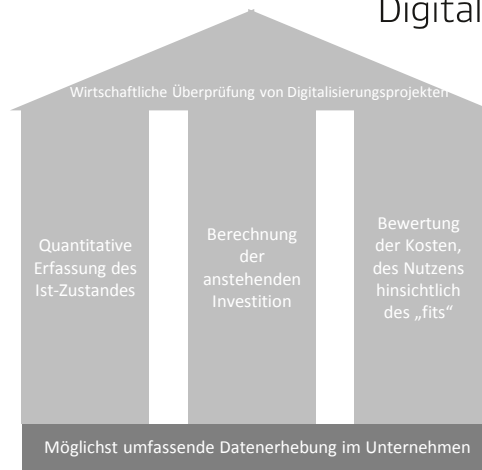 Digital
Wirtschaftliche Überprüfung von Digitalisierungsprojekten
Quantitative
Erfassung des
Ist-Zustandes
Berechnung
der
anstehenden
Investition
Bewertung
der Kosten,
des Nutzens
hinsichtlich
des „fits“
Möglichst umfassende Datenerhebung im Unternehmen